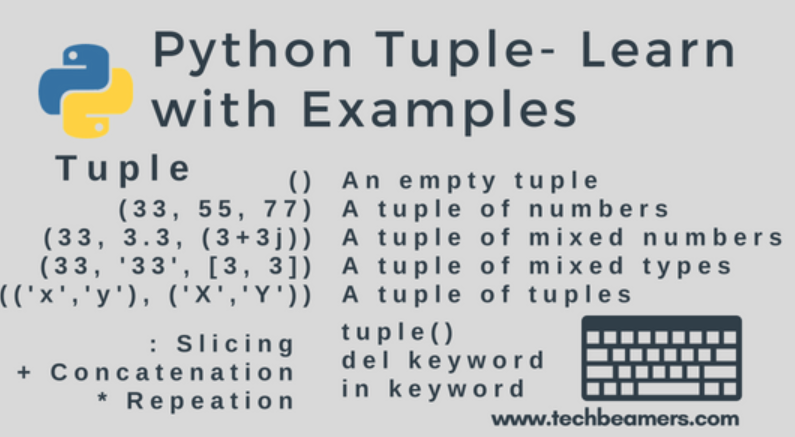 Python Tuple- Learn
with Examples
Tuple
() An empty tuple
(33, 55, 77) A tuple of numbers
(33, 3.3, (3+3j)) A tuple of mixed numbers
(33, '33', [3, 3]) A tuple of mixed types
(('x','y'), ('X','Y')) A tuple of tuples
: Slicing
+ Concatenation
* Repeation
tuple()
del keyword
in keyword
www.techbeamers.com